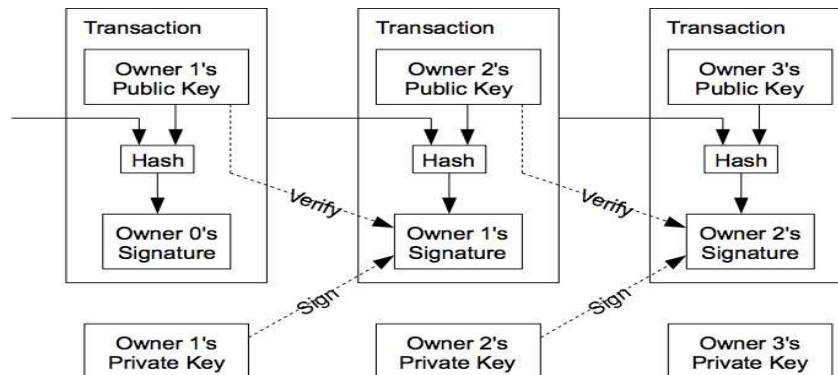 Transaction
Owner 1's
Public Key
Hash
Owner 0's
Signature
Verify
Sign
Owner 1's
Private Key
Transaction
Owner 2's
Public Key
Hash
Owner 1's
Signature
Verify
Sign
Owner 2's
Private Key
Transaction
Owner 3's
Public Key
Hash
Owner 2's
Signature
Owner 3's
Private Key